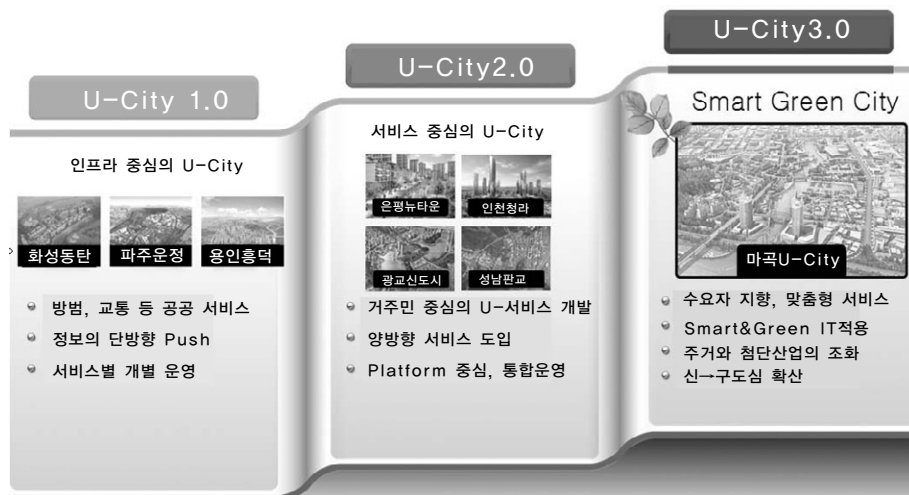 U-City 1.0
인프라 중심의 U-City
화성동탄
파주운정
용인흥덕
방범, 교통 등 공공 서비스
정보의 단방향 Push
서비스별 개별 운영
U-City2.0
서비스 중심의 U-City
은평뉴타운
인천청라
광교신도시
성남판교
거주민 중심의 U-서비스 개발
양방향 서비스 도입
Platform 중심, 통합운영
U-City3.0
Smart Green City
마곡U-City
수요자 지향, 맞춤형 서비스
Smart&Green IT적용
주거와 첨단산업의 조화
신→구도심 확산